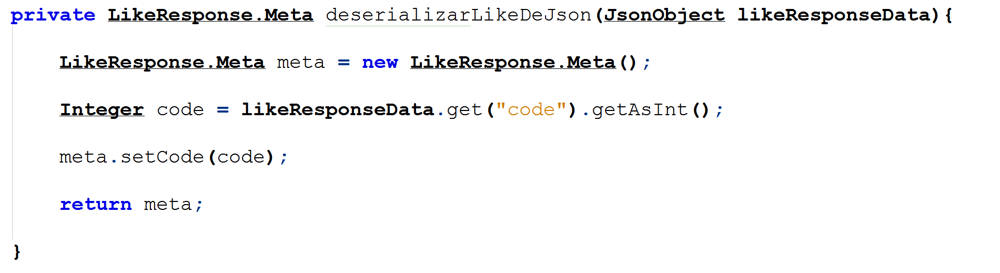 private LikeResponse.Meta deserializarLikeDeJson(JsonObject likeResponseData){
LikeResponse.Meta meta = new LikeResponse.Meta();
Integer code = likeResponseData.get("code").getAsInt();
meta.setCode(code);
return meta;
}